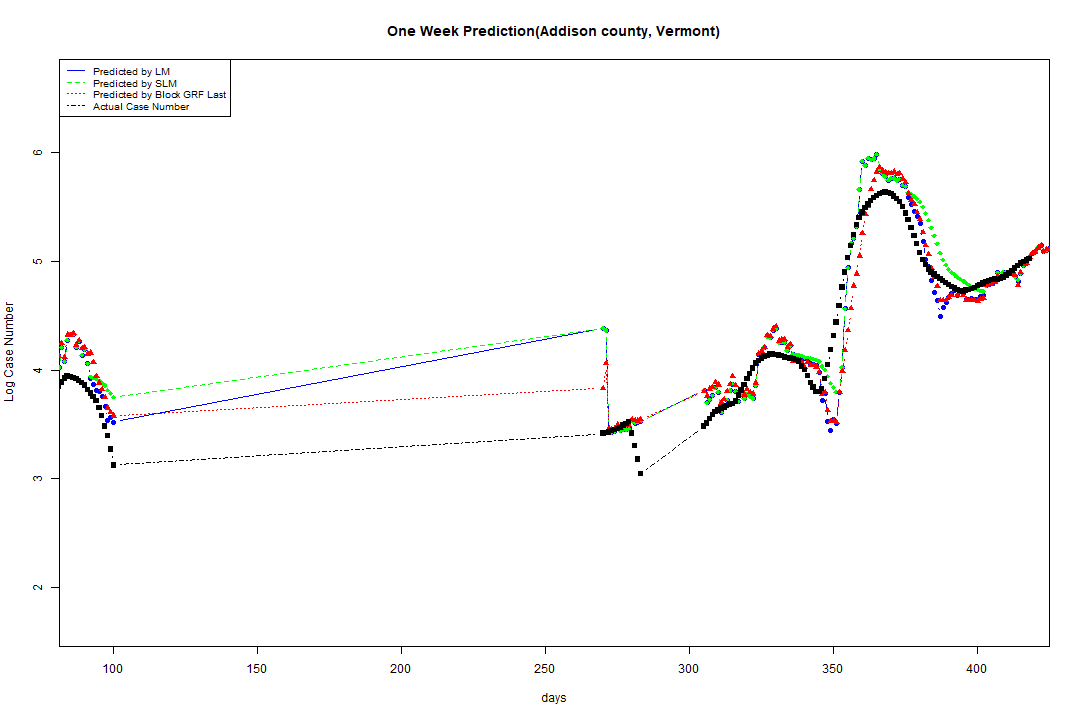 One Week Prediction(Addison county, Vermont)
Predicted by LM
Predicted by SLM
Predicted by Block GRF Last
Actual Case Number
Log Case Number
6
5
4
3
2
100 150 200 250 300 350 400
days